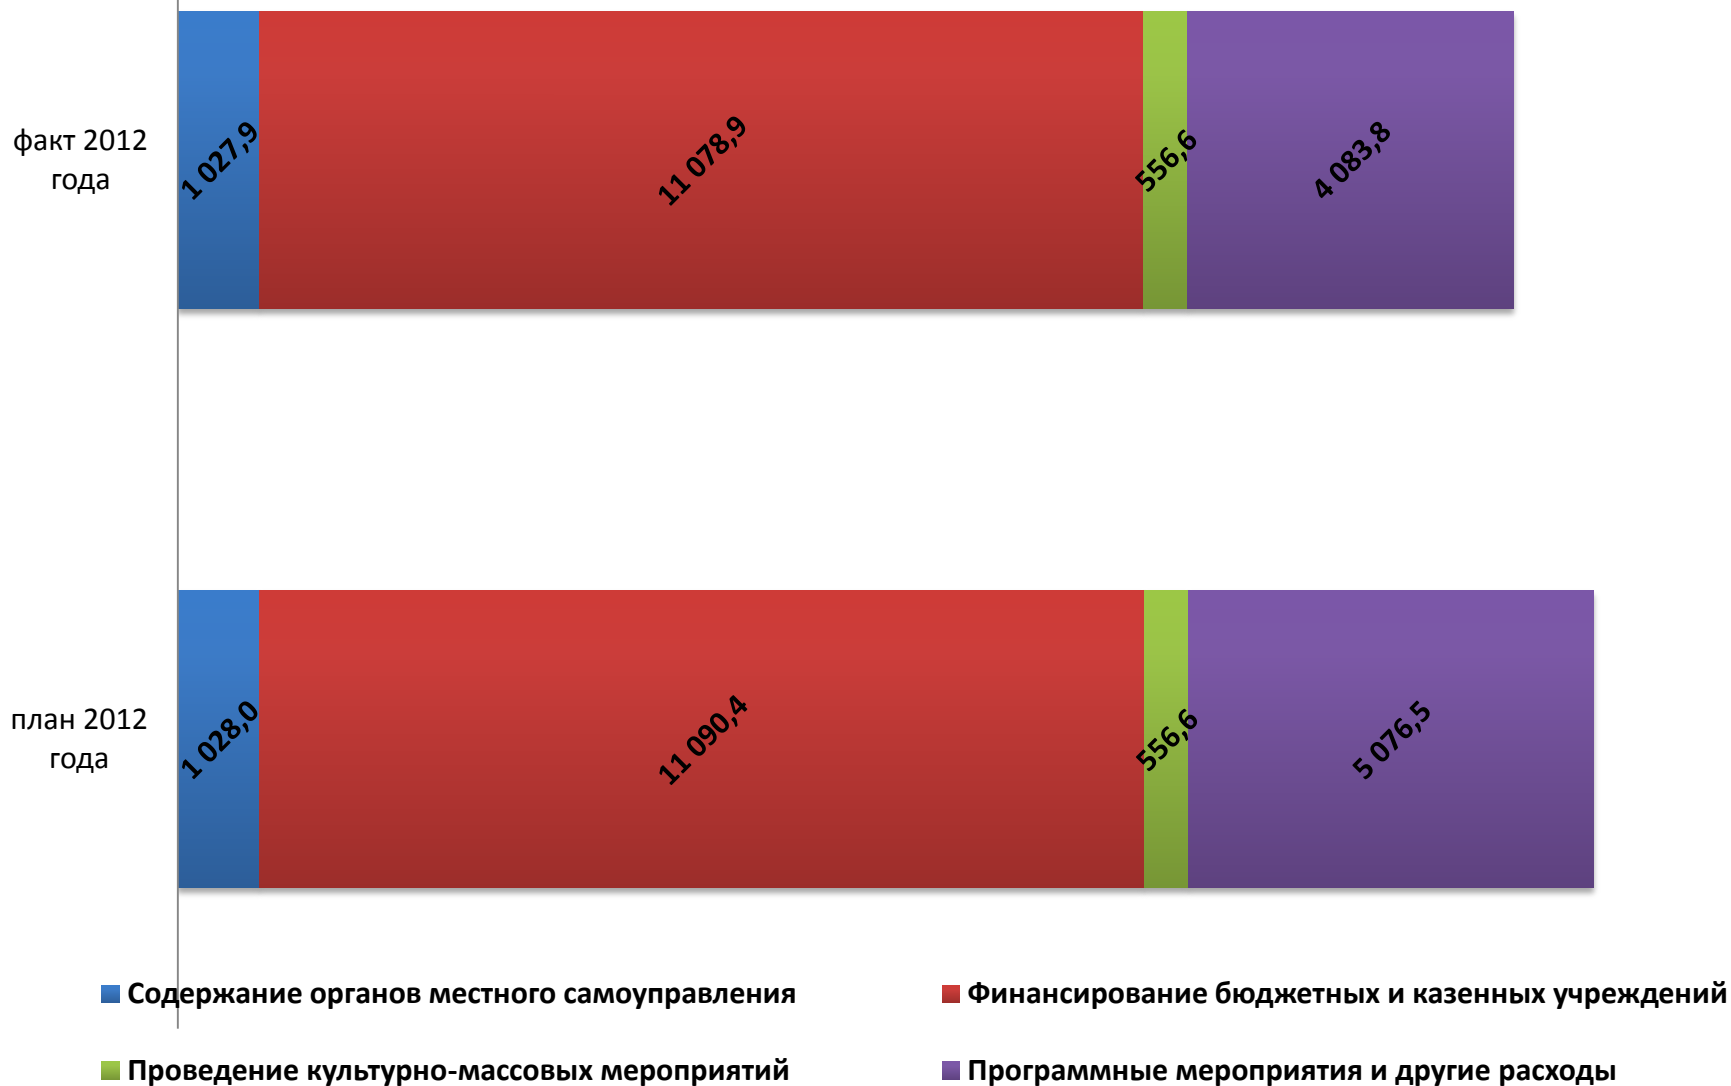 факт 2012
года
1 027,9
11 078,9
556,6
4 083,8
план 2012
года
1 028,0
11 090,4
556,6
5 076,5
Содержание органов местного самоуправления
Финансирование бюджетных и казенных учреждений
Проведение культурно-массовых мероприятий
Программные мероприятия и другие расходы